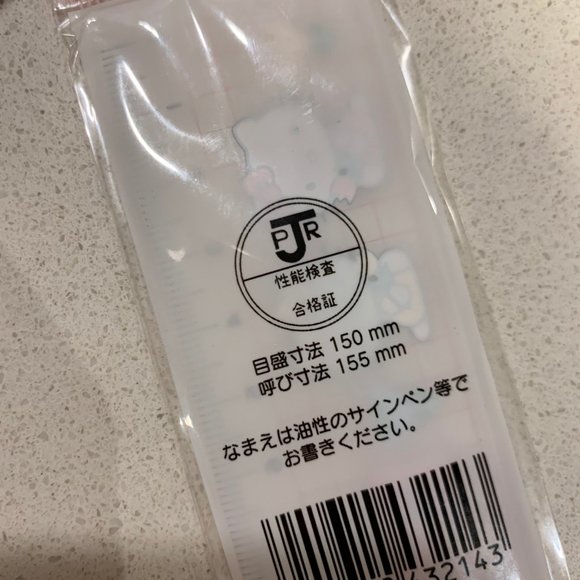 PJR
性能検査
合格証
目盛寸法 150 mm
呼び寸法 155 mm
なまえは油性のサインペン等で
お書きください。
432143